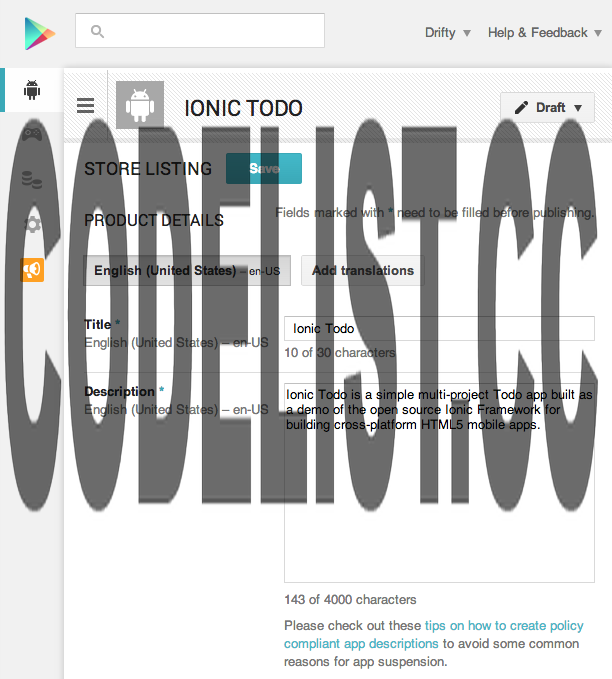 Drifty Help & Feedback
IONIC TODO
Draft
STORE LISTING Save
PRODUCT DETAILS Fields marked with * need to be filled before publishing.
English (United States) – en-US Add translations
Title * Ionic Todo
English (United States) – en-US 10 of 30 characters
Description * Ionic Todo is a simple multi-project Todo app built as
English (United States) – en-US a demo of the open source Ionic Framework for
building cross-platform HTML5 mobile apps.
CODELIST.CC
143 of 4000 characters
Please check out these tips on how to create policy
compliant app descriptions to avoid some common
reasons for app suspension.